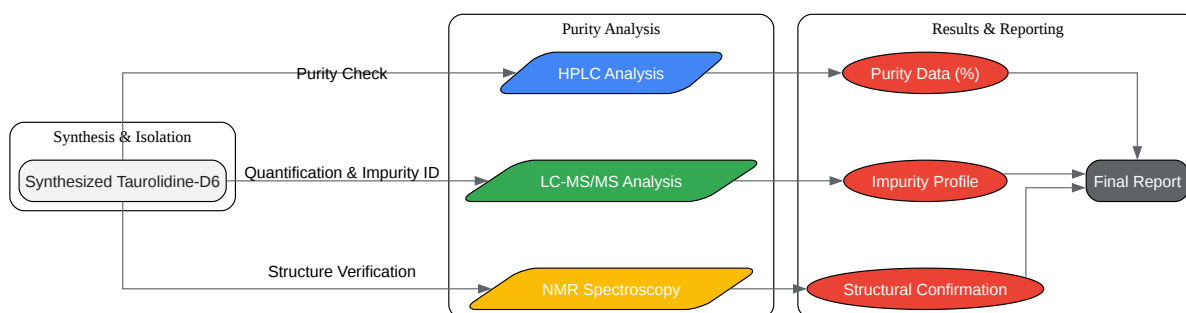 Purity Analysis
Results & Reporting
Purity Check
HPLC Analysis
Purity Data (%)
Synthesis & Isolation
Synthesized Taurolidine-D6
Quantification & Impurity ID
LC-MS/MS Analysis
Impurity Profile
Final Report
Structure Verification
NMR Spectroscopy
Structural Confirmation